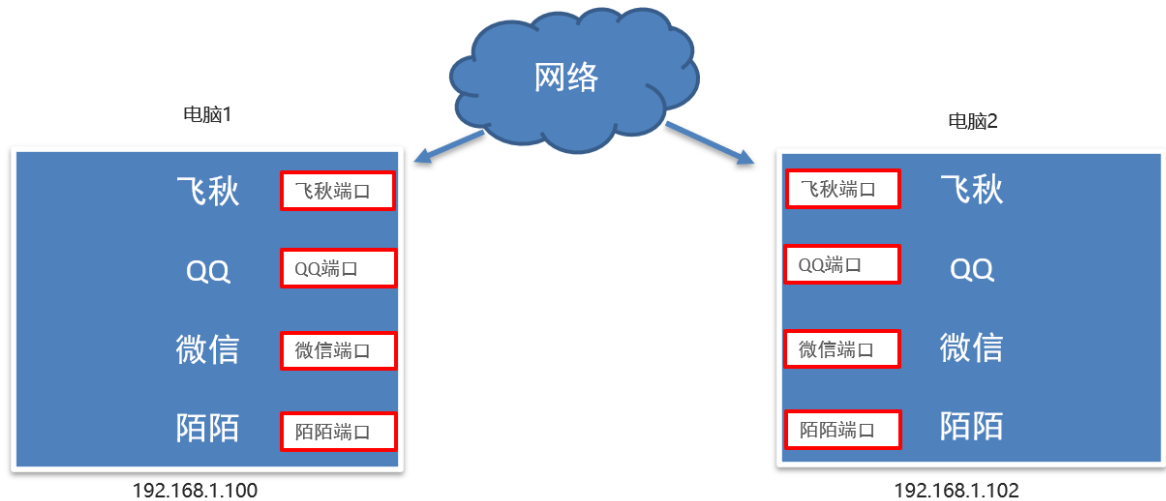 网络
电脑1
电脑2
飞秋
飞秋端口
飞秋端口
飞秋
QQ
QQ端口
QQ端口
QQ
微信
微信端口
微信端口
微信
陌陌
陌陌端口
陌陌端口
陌陌
192.168.1.100
192.168.1.102